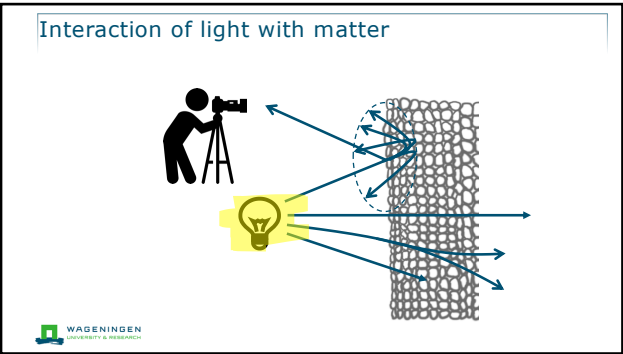 Interaction of light with matter
WAGENINGEN
UNIVERSITY & RESEARCH